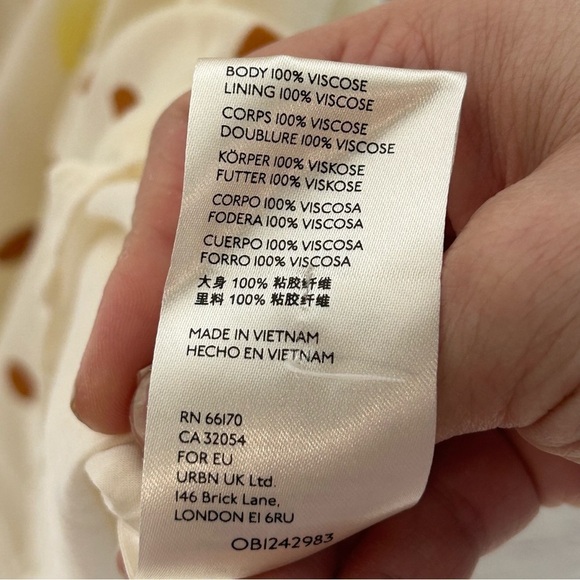 BODY 100% VISCOSE
LINING 100% VISCOSE
CORPS 100% VISCOSE
DOUBLURE 100% VISCOSE
KÖRPER 100% VISKOSE
FUTTER 100% VISKOSE
CORPO 100% VISCOSA
FODERA 100% VISCOSA
CUERPO 100% VISCOSA
FORRO 100% VISCOSA
大身 100% 粘胶纤维
里料 100% 粘胶纤维
MADE IN VIETNAM
HECHO EN VIETNAM
RN 66170
CA 32054
FOR EU
URBN UK Ltd.
146 Brick Lane,
LONDON E1 6RU
OB1242983